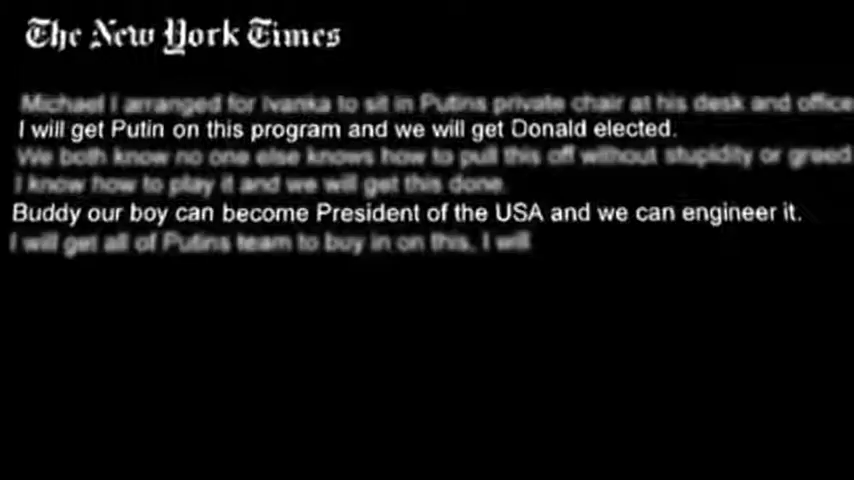 The New York Times
Michael I arranged for Ivanka to sit in Putins private chair at his desk and office
I will get Putin on this program and we will get Donald elected.
We both know no one else knows how to pull this off without stupidity or greed
I know how to play it and we will get this done.
Buddy our boy can become President of the USA and we can engineer it.
I will get all of Putins team to buy in on this, I will